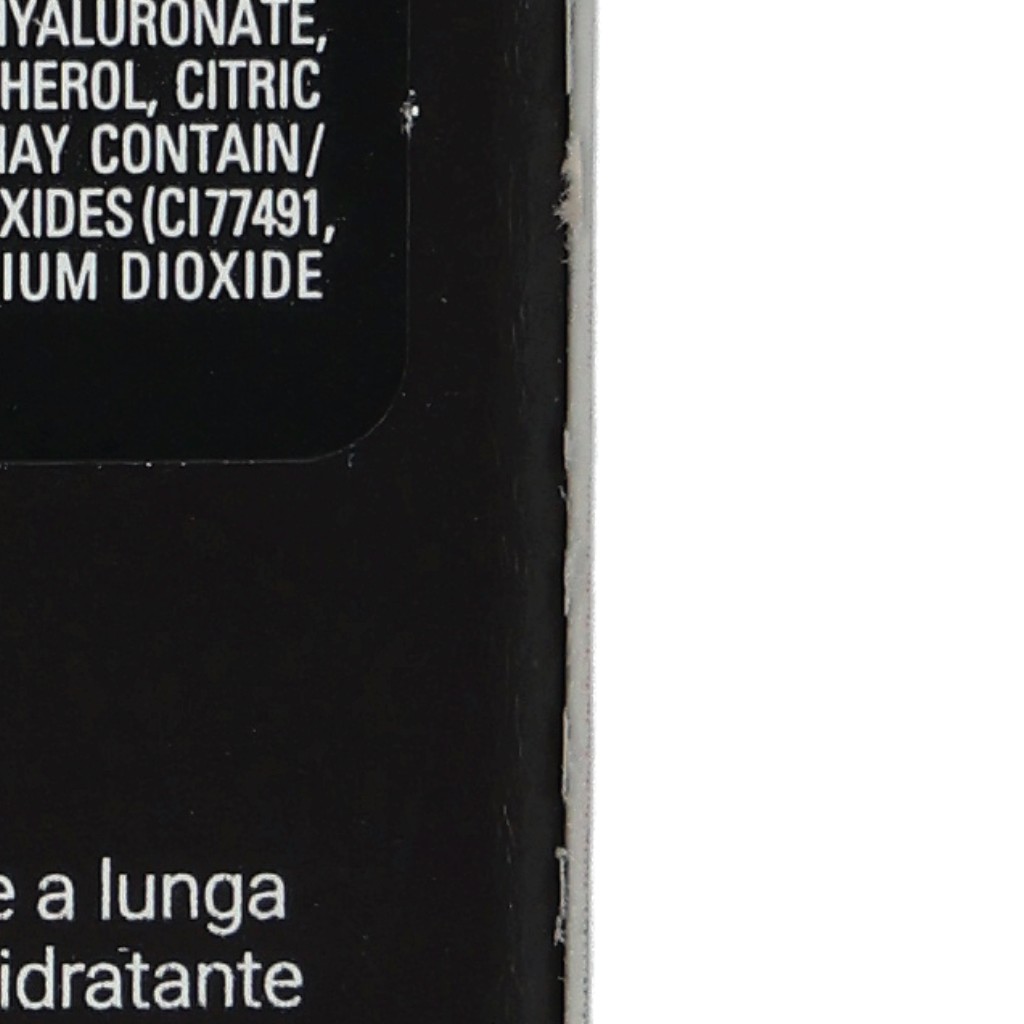 HYALURONATE,
HEROL, CITRIC
MAY CONTAIN/
XIDES (CI 77491,
IUM DIOXIDE
e a lunga
idratante